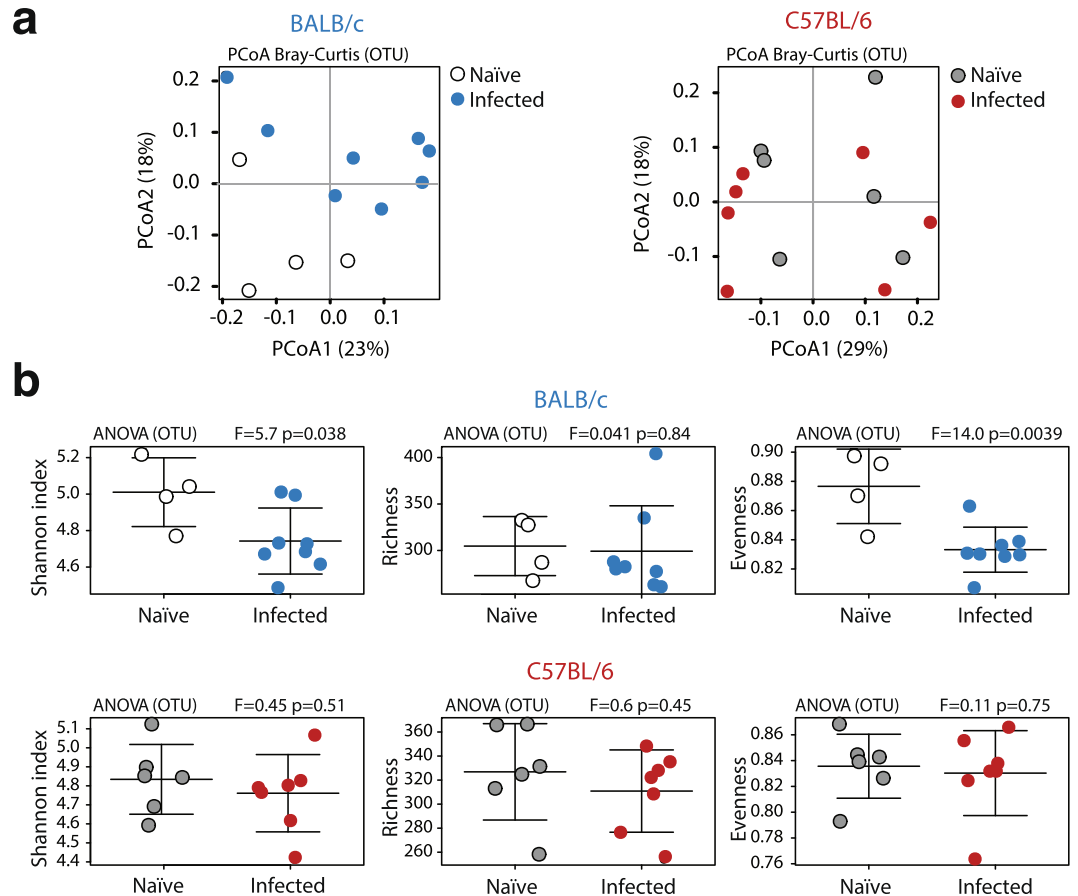 a
BALB/c
PCoA Bray-Curtis (OTU)
0.2
0.1
0.0
-0.1
-0.2
PCoA2 (18%)
-0.2 -0.1 0.0 0.1
PCoA1 (23%)
Naïve
Infected
C57BL/6
PCoA Bray-Curtis (OTU)
0.2
0.1
0.0
-0.1
PCoA2 (18%)
-0.1 0.0 0.1 0.2
PCoA1 (29%)
Naïve
Infected
b
BALB/c
ANOVA (OTU) F=5.7 p=0.038
Shannon index
5.2
5.0
4.8
4.6
Naïve Infected
ANOVA (OTU) F=0.041 p=0.84
Richness
400
350
300
Naïve Infected
ANOVA (OTU) F=14.0 p=0.0039
Evenness
0.90
0.88
0.86
0.84
0.82
Naïve Infected
C57BL/6
ANOVA (OTU) F=0.45 p=0.51
Shannon index
5.1
5.0
4.9
4.8
4.7
4.6
4.5
4.4
Naïve Infected
ANOVA (OTU) F=0.6 p=0.45
Richness
360
340
320
300
280
260
Naïve Infected
ANOVA (OTU) F=0.11 p=0.75
Evenness
0.86
0.84
0.82
0.80
0.78
0.76
Naïve Infected